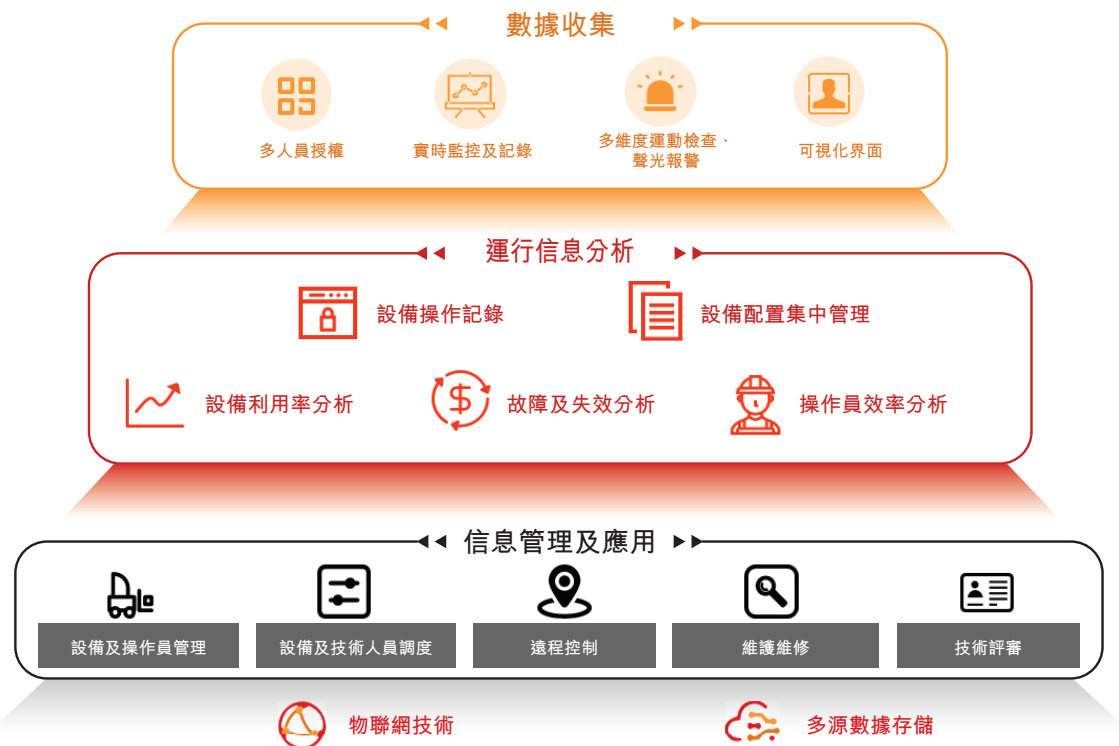 數據收集
多人員授權
實時監控及記錄
多維度運動檢查、
聲光報警
可視化界面
運行信息分析
設備操作記錄
設備配置集中管理
設備利用率分析
故障及失效分析
操作員效率分析
信息管理及應用
設備及操作員管理
設備及技術人員調度
遠程控制
維護維修
技術評審
物聯網技術
多源數據存儲